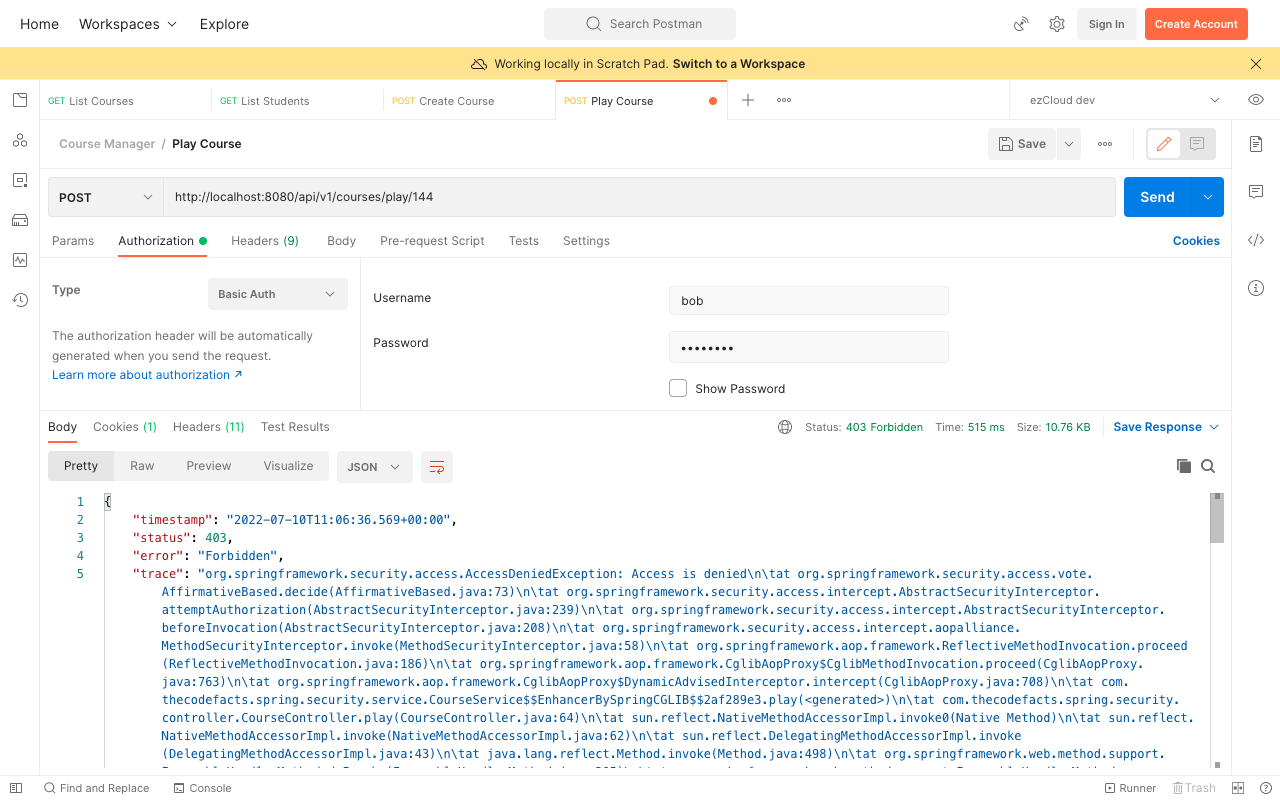 Home Workspaces Explore Search Postman Sign In Create Account
Working locally in Scratch Pad. Switch to a Workspace
GET List Courses GET List Students POST Create Course POST Play Course ezCloud dev
Course Manager / Play Course Save
POST http://localhost:8080/api/v1/courses/play/144 Send
Params Authorization Headers (9) Body Pre-request Script Tests Settings Cookies
Type Basic Auth
The authorization header will be automatically
generated when you send the request.
Learn more about authorization ↗
Username bob
Password ••••••••
Show Password
Body Cookies (1) Headers (11) Test Results Status: 403 Forbidden Time: 515 ms Size: 10.76 KB Save Response
Pretty Raw Preview Visualize JSON
1 {
2 "timestamp": "2022-07-10T11:06:36.569+00:00",
3 "status": 403,
4 "error": "Forbidden",
5 "trace": "org.springframework.security.access.AccessDeniedException: Access is denied\n\tat org.springframework.security.access.vote.
AffirmativeBased.decide(AffirmativeBased.java:73)\n\tat org.springframework.security.access.intercept.AbstractSecurityInterceptor.
attemptAuthorization(AbstractSecurityInterceptor.java:239)\n\tat org.springframework.security.access.intercept.AbstractSecurityInterceptor.
beforeInvocation(AbstractSecurityInterceptor.java:208)\n\tat org.springframework.security.access.intercept.aopalliance.
MethodSecurityInterceptor.invoke(MethodSecurityInterceptor.java:58)\n\tat org.springframework.aop.framework.ReflectiveMethodInvocation.proceed
(ReflectiveMethodInvocation.java:186)\n\tat org.springframework.aop.framework.CglibAopProxy$CglibMethodInvocation.proceed(CglibAopProxy.
java:763)\n\tat org.springframework.aop.framework.CglibAopProxy$DynamicAdvisedInterceptor.intercept(CglibAopProxy.java:708)\n\tat com.
thecodefacts.spring.security.service.CourseService$$EnhancerBySpringCGLIB$$2af289e3.play(<generated>)\n\tat com.thecodefacts.spring.security.
controller.CourseController.play(CourseController.java:64)\n\tat sun.reflect.NativeMethodAccessorImpl.invoke0(Native Method)\n\tat sun.reflect.
NativeMethodAccessorImpl.invoke(NativeMethodAccessorImpl.java:62)\n\tat sun.reflect.DelegatingMethodAccessorImpl.invoke
(DelegatingMethodAccessorImpl.java:43)\n\tat java.lang.reflect.Method.invoke(Method.java:498)\n\tat org.springframework.web.method.support.
Find and Replace Console Runner Trash